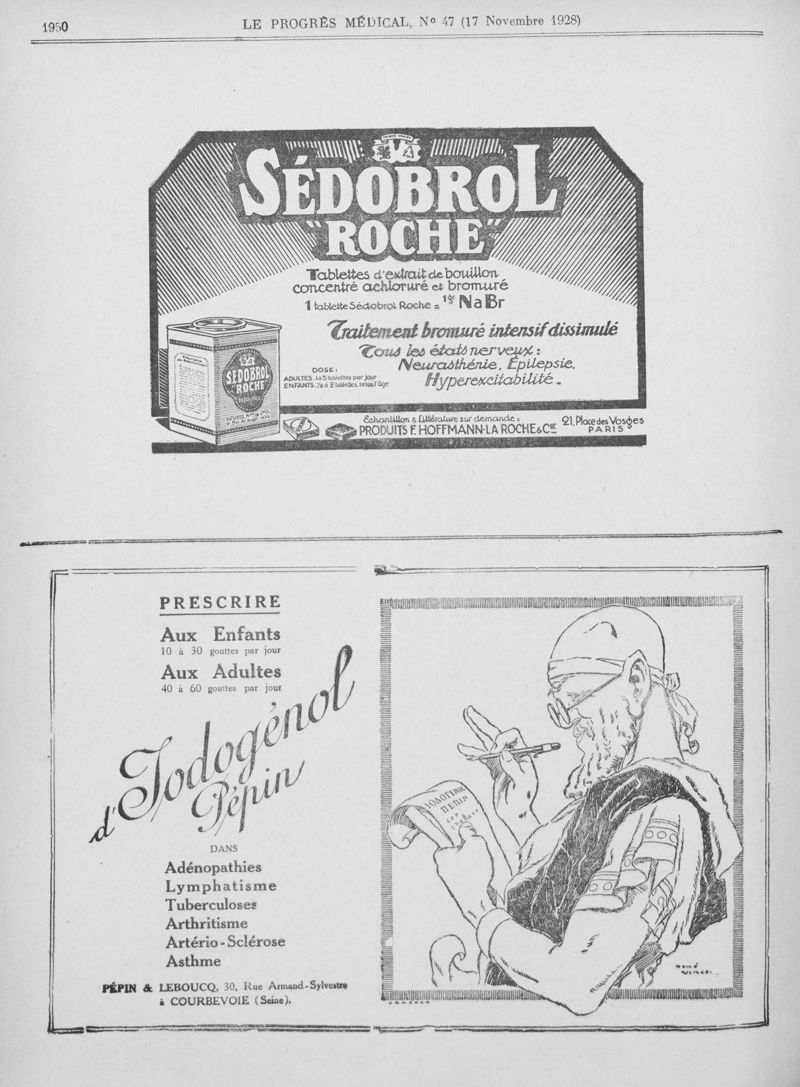 1950
LE PROGRÈS MÉDICAL, No 47 (17 Novembre 1928)
SÉDOBROL
"ROCHE"
Tablettes d'extrait de bouillon
concentré achloruré et bromuré
1 tablette Sédobrol Roche = 1gr NaBr
Traitement bromuré intensif dissimulé
Tous les états nerveux :
Neurasthénie, Épilepsie,
Hyperexcitabilité.
DOSE :
ADULTES. 1 à 5 tablettes par jour
ENFANTS. ½ à 2 tablettes, selon l'âge
SÉDOBROL
"ROCHE"
Échantillon & Littérature sur demande :
PRODUITS F. HOFFMANN-LA ROCHE & Cie
21, Place des Vosges
PARIS
PRESCRIRE
Aux Enfants
10 à 30 gouttes par jour
Aux Adultes
40 à 60 gouttes par jour
d'Iodogénol
Pépin
DANS
Adénopathies
Lymphatisme
Tuberculoses
Arthritisme
Artério-Sclérose
Asthme
PÉPIN & LEBOUCQ, 30, Rue Armand-Sylvestre
à COURBEVOIE (Seine).